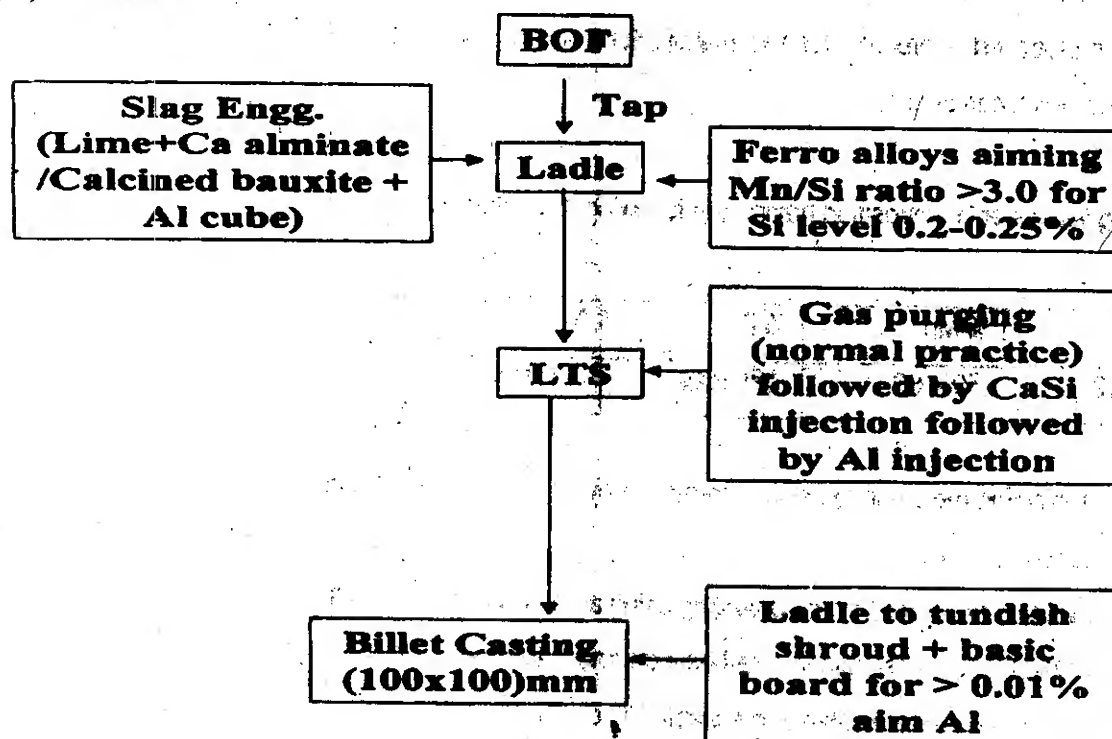 BOF
Tap
Slag Engg.
(Lime+Ca alminate
/Calcined bauxite +
Al cube)
Ladle
Ferro alloys aiming
Mn/Si ratio >3.0 for
Si level 0.2-0.25%
LTS
Gas purging
(normal practice)
followed by CaSi
injection followed
by Al injection
Billet Casting
(100x100)mm
Ladle to tundish
shroud + basic
board for > 0.01%
aim Al